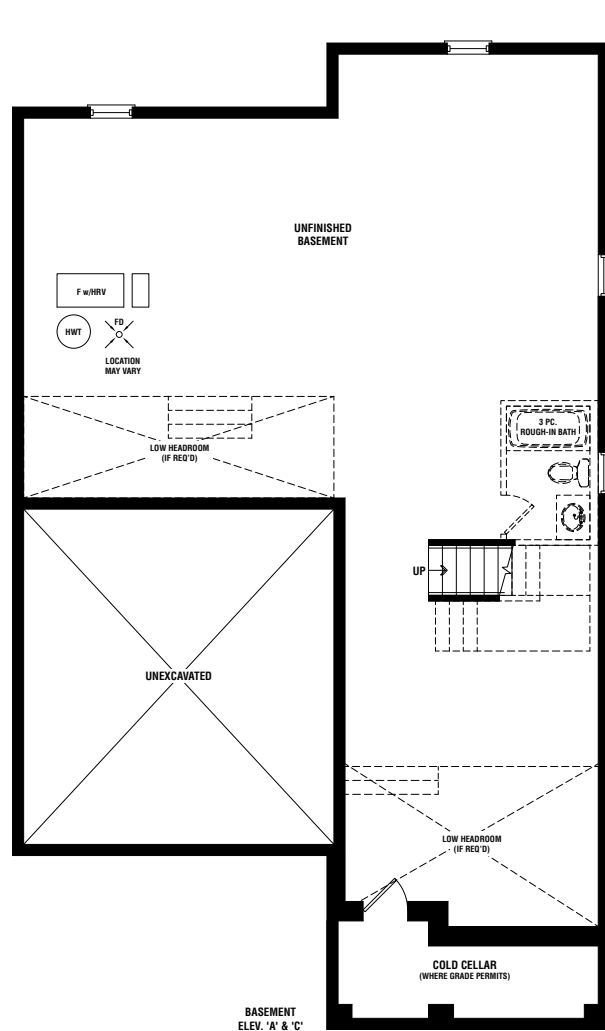 UNFINISHED
BASEMENT
F w/HRV
HWT
FD
LOCATION
MAY VARY
3 PC.
ROUGH-IN BATH
LOW HEADROOM
(IF REQ'D)
UP
UNEXCAVATED
LOW HEADROOM
(IF REQ'D)
COLD CELLAR
(WHERE GRADE PERMITS)
BASEMENT
ELEV. 'A' & 'C'